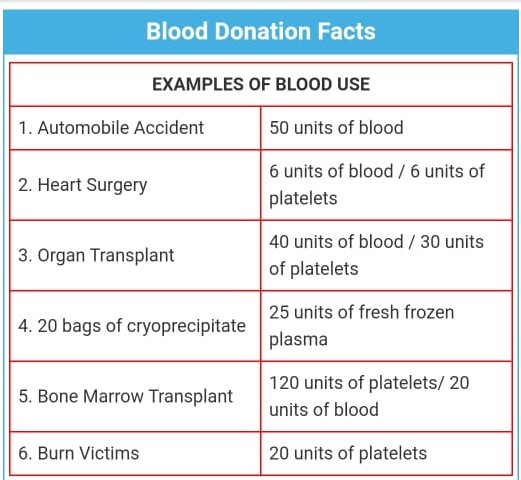 Blood Donation Facts
EXAMPLES OF BLOOD USE
1. Automobile Accident
50 units of blood
2. Heart Surgery
6 units of blood / 6 units of
platelets
3. Organ Transplant
40 units of blood / 30 units
of platelets
4. 20 bags of cryoprecipitate
25 units of fresh frozen
plasma
5. Bone Marrow Transplant
120 units of platelets/ 20
units of blood
6. Burn Victims
20 units of platelets